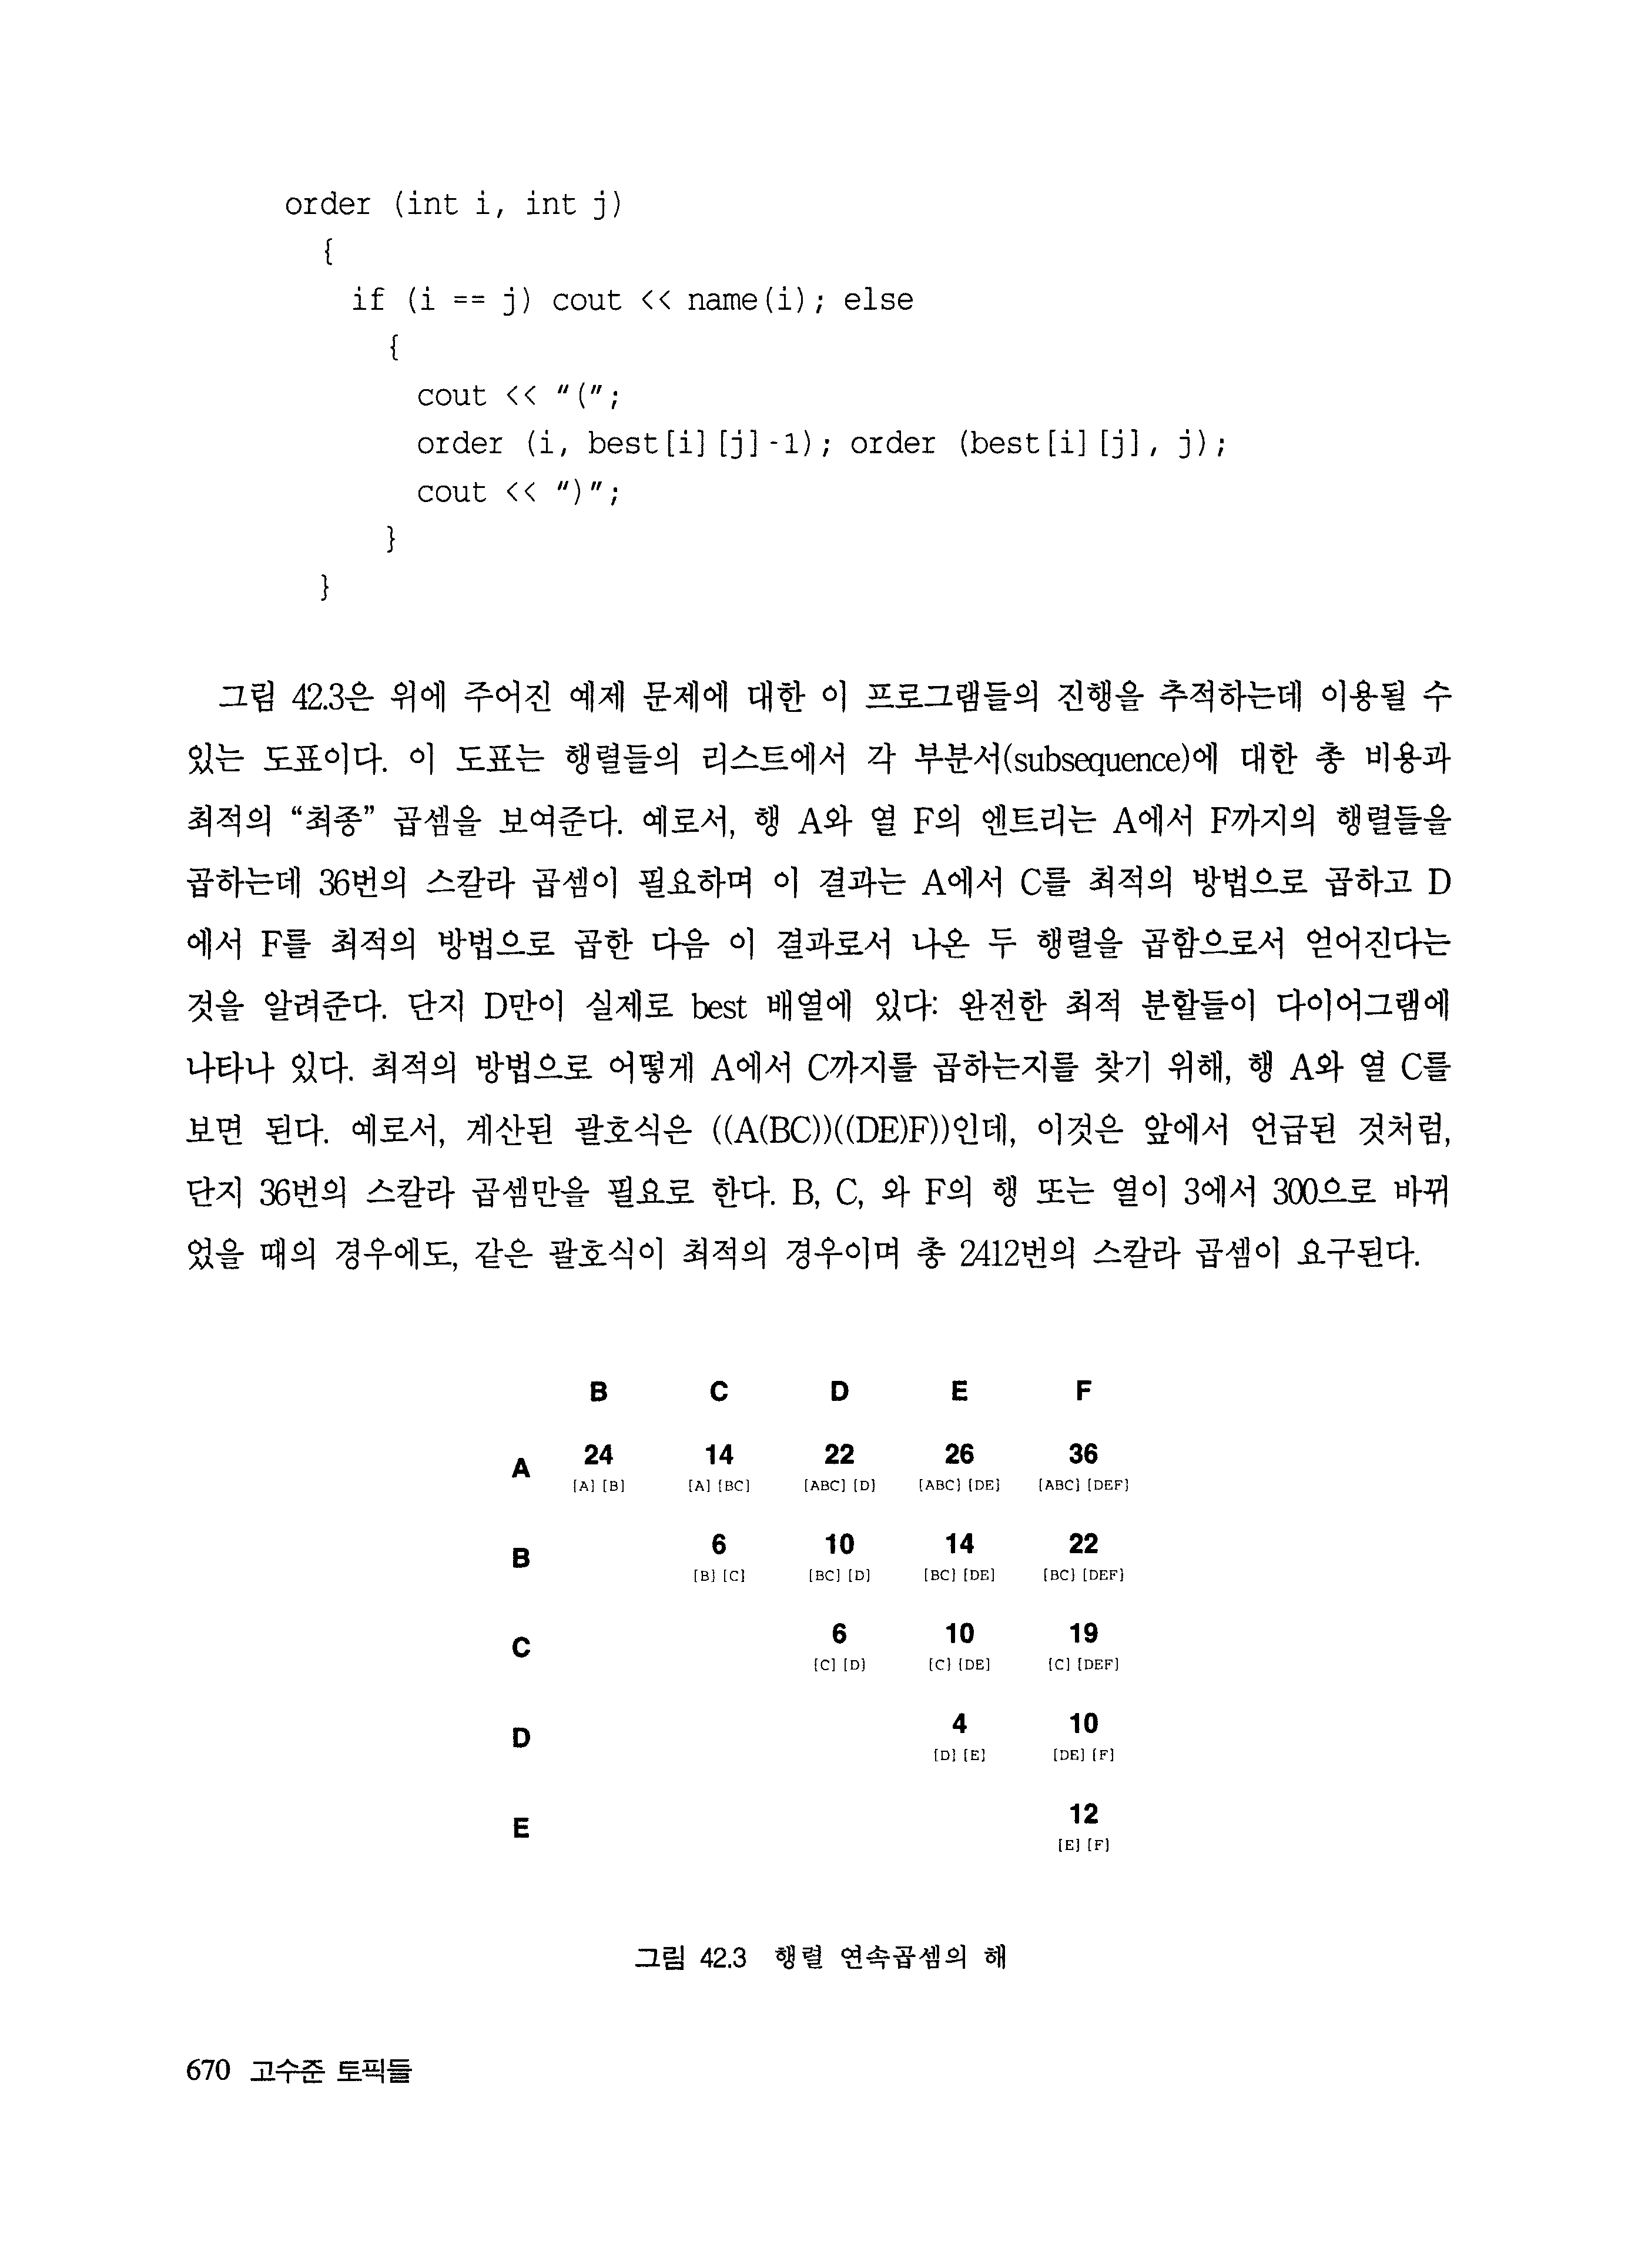 order (int i, int j)
{
if (i == j) cout << name(i); else
{
cout << "(";
order (i, best[i][j]-1); order (best[i][j], j);
cout << ")";
}
}
그림 42.3은 위에 주어진 예제 문제에 대한 이 프로그램들의 진행을 추적하는데 이용될 수
있는 도표이다. 이 도표는 행렬들의 리스트에서 각 부분서(subsequence)에 대한 총 비용과
최적의 “최종” 곱셈을 보여준다. 예로서, 행 A와 열 F의 엔트리는 A에서 F까지의 행렬들을
곱하는데 36번의 스칼라 곱셈이 필요하며 이 결과는 A에서 C를 최적의 방법으로 곱하고 D
에서 F를 최적의 방법으로 곱한 다음 이 결과로서 나온 두 행렬을 곱함으로서 얻어진다는
것을 알려준다. 단지 D만이 실제로 best 배열에 있다: 완전한 최적 분할들이 다이어그램에
나타나 있다. 최적의 방법으로 어떻게 A에서 C까지를 곱하는지를 찾기 위해, 행 A와 열 C를
보면 된다. 예로서, 계산된 괄호식은 ((A(BC))((DE)F))인데, 이것은 앞에서 언급된 것처럼,
단지 36번의 스칼라 곱셈만을 필요로 한다. B, C, 와 F의 행 또는 열이 3에서 300으로 바뀌
었을 때의 경우에도, 같은 괄호식이 최적의 경우이며 총 2412번의 스칼라 곱셈이 요구된다.
B C D E F
A 24 14 22 26 36
[A] [B] [A] [BC] [ABC] [D] [ABC] [DE] [ABC] [DEF]
B 6 10 14 22
[B] [C] [BC] [D] [BC] [DE] [BC] [DEF]
C 6 10 19
[C] [D] [C] [DE] [C] [DEF]
D 4 10
[D] [E] [DE] [F]
E 12
[E] [F]
그림 42.3 행렬 연속곱셈의 해
670 고수준 토픽들